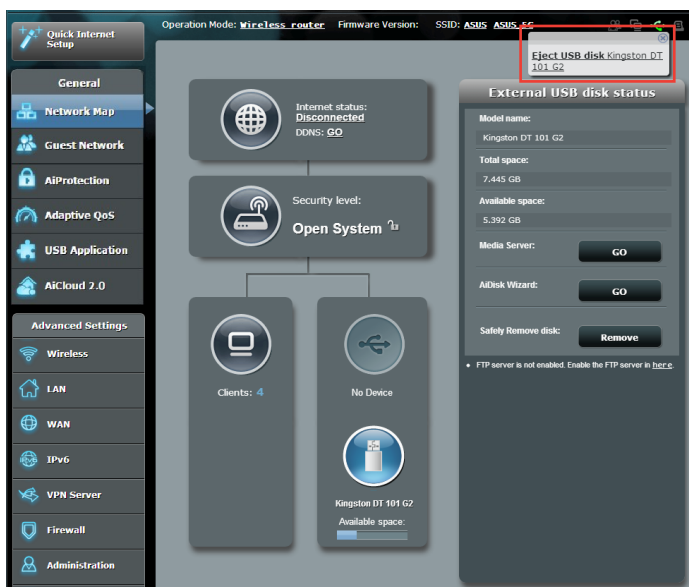 Quick Internet
Setup
Operation Mode: Wireless router Firmware Version: SSID: ASUS ASUS_5G
Eject USB disk Kingston DT
101 G2
General
Network Map
Guest Network
AiProtection
Adaptive QoS
USB Application
AiCloud 2.0
Advanced Settings
Wireless
LAN
WAN
IPv6
VPN Server
Firewall
Administration
Internet status:
Disconnected
DDNS: GO
Security level:
Open System
Clients: 4
No Device
Kingston DT 101 G2
Available space:
External USB disk status
Model name:
Kingston DT 101 G2
Total space:
7.445 GB
Available space:
5.392 GB
Media Server: GO
AiDisk Wizard: GO
Safely Remove disk: Remove
• FTP server is not enabled. Enable the FTP server in here.